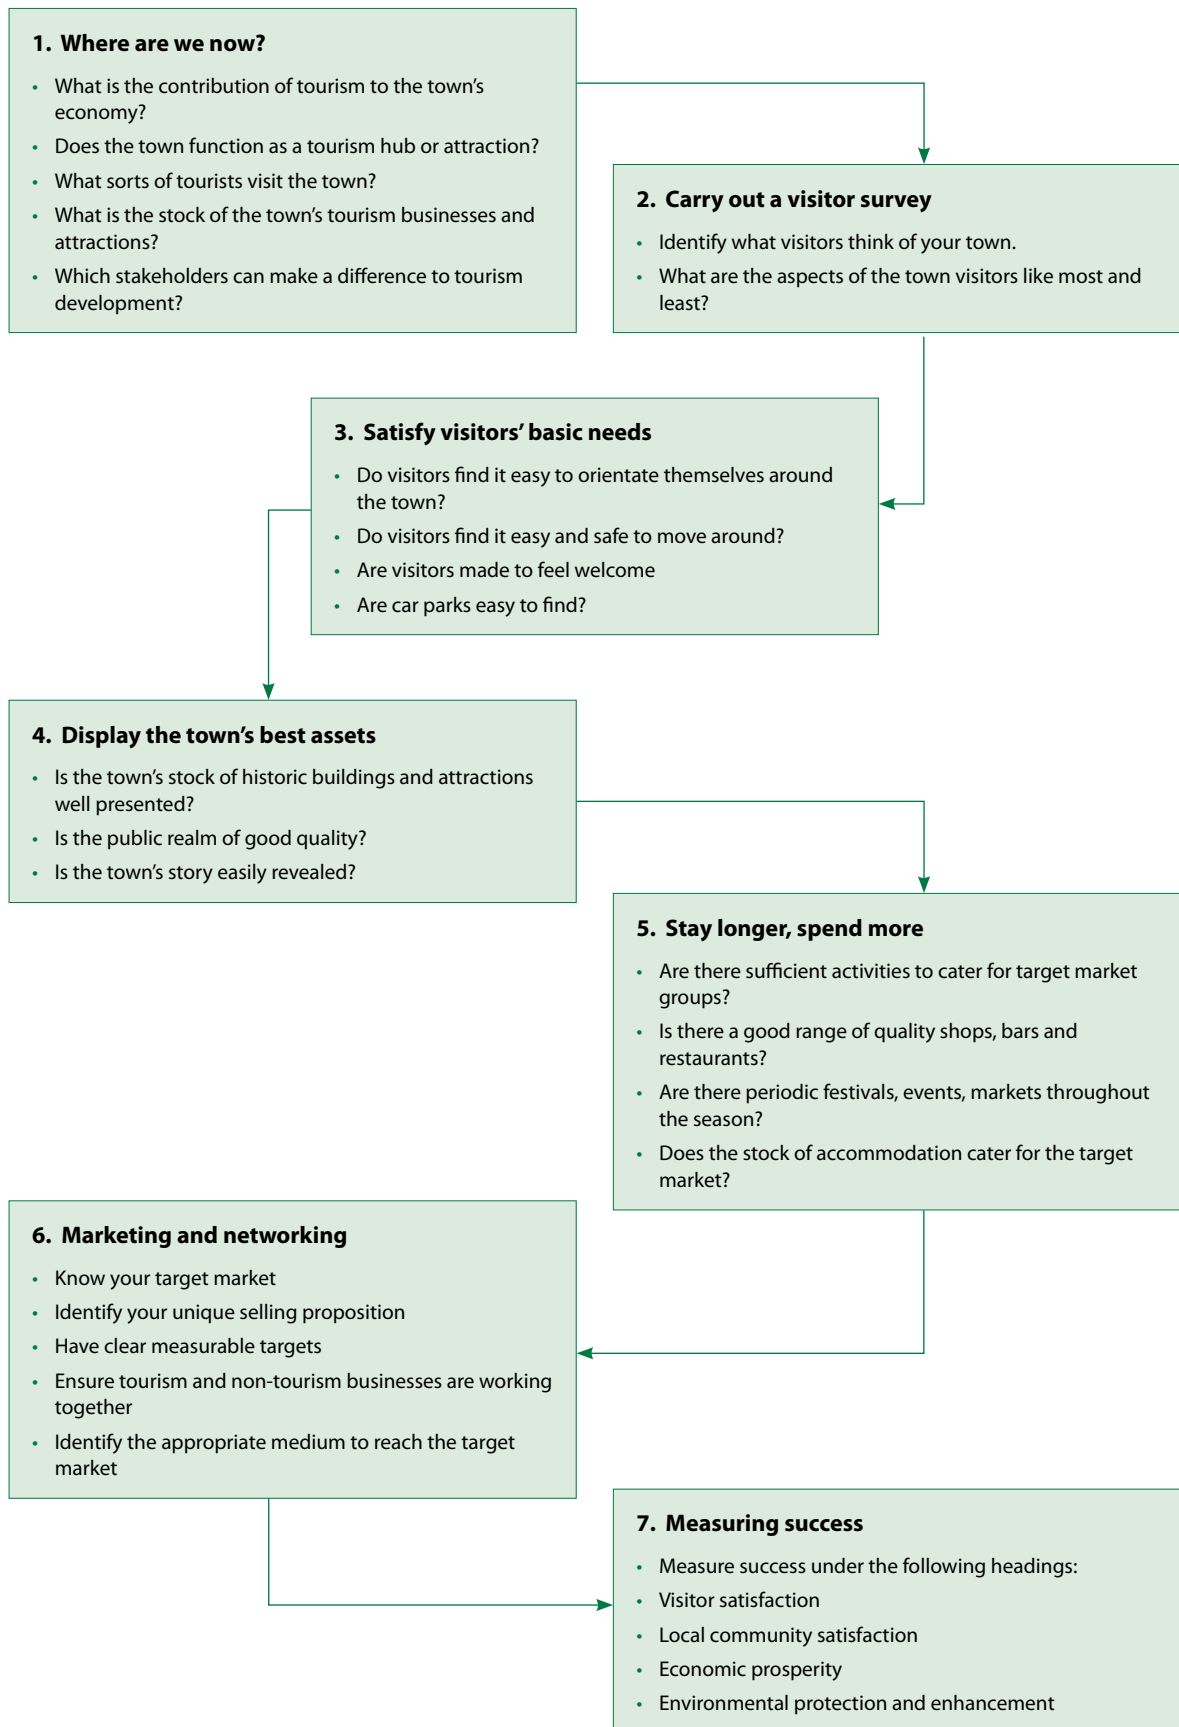 1. Where are we now?
• What is the contribution of tourism to the town’s
economy?
• Does the town function as a tourism hub or attraction?
• What sorts of tourists visit the town?
• What is the stock of the town’s tourism businesses and
attractions?
• Which stakeholders can make a difference to tourism
development?
2. Carry out a visitor survey
• Identify what visitors think of your town.
• What are the aspects of the town visitors like most and
least?
3. Satisfy visitors’ basic needs
• Do visitors find it easy to orientate themselves around
the town?
• Do visitors find it easy and safe to move around?
• Are visitors made to feel welcome
• Are car parks easy to find?
4. Display the town’s best assets
• Is the town’s stock of historic buildings and attractions
well presented?
• Is the public realm of good quality?
• Is the town’s story easily revealed?
5. Stay longer, spend more
• Are there sufficient activities to cater for target market
groups?
• Is there a good range of quality shops, bars and
restaurants?
• Are there periodic festivals, events, markets throughout
the season?
• Does the stock of accommodation cater for the target
market?
6. Marketing and networking
• Know your target market
• Identify your unique selling proposition
• Have clear measurable targets
• Ensure tourism and non-tourism businesses are working
together
• Identify the appropriate medium to reach the target
market
7. Measuring success
• Measure success under the following headings:
• Visitor satisfaction
• Local community satisfaction
• Economic prosperity
• Environmental protection and enhancement